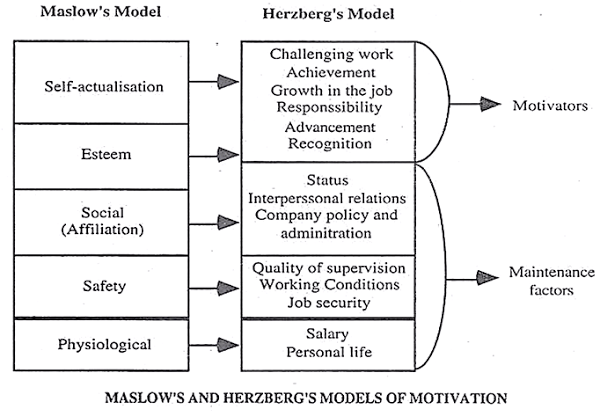 Maslow's Model
Herzberg's Model
Self-actualisation
Challenging work
Achievement
Growth in the job
Responssibility
Advancement
Recognition
Motivators
Esteem
Social
(Affiliation)
Status
Interperssonal relations
Company policy and
adminitration
Safety
Quality of supervision
Working Conditions
Job security
Maintenance
factors
Physiological
Salary
Personal life
MASLOW'S AND HERZBERG'S MODELS OF MOTIVATION